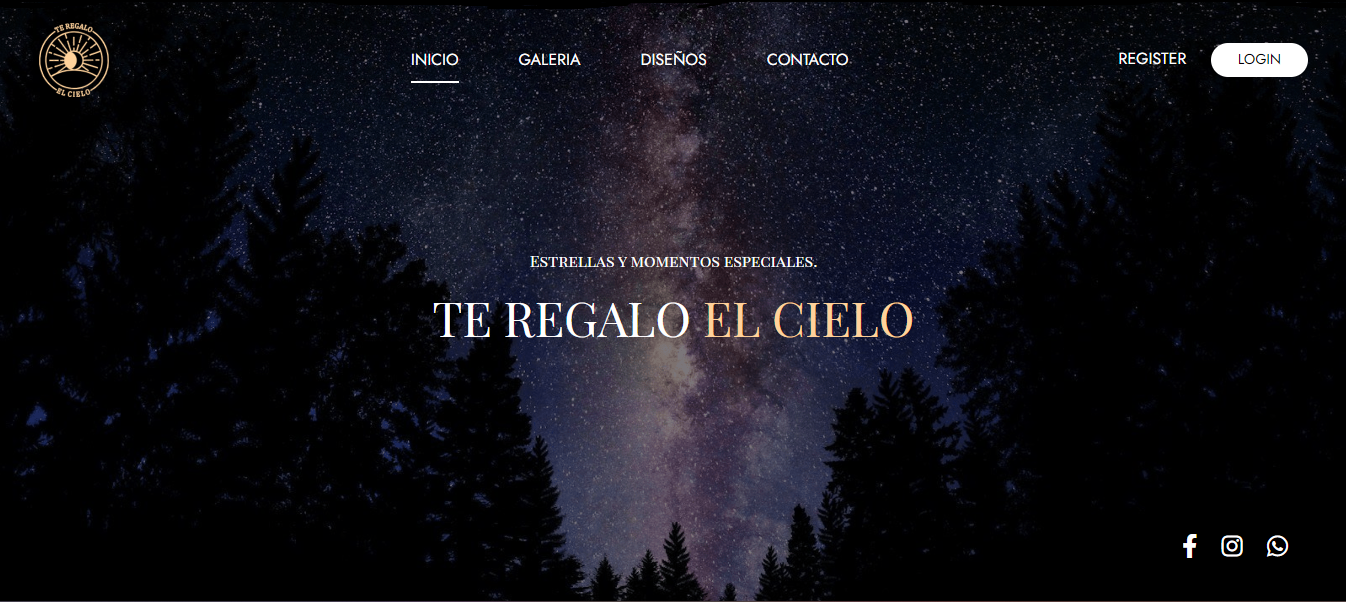 TE REGALO
EL CIELO
INICIO
GALERIA
DISEÑOS
CONTACTO
REGISTER
LOGIN
Estrellas y momentos especiales.
TE REGALO EL CIELO